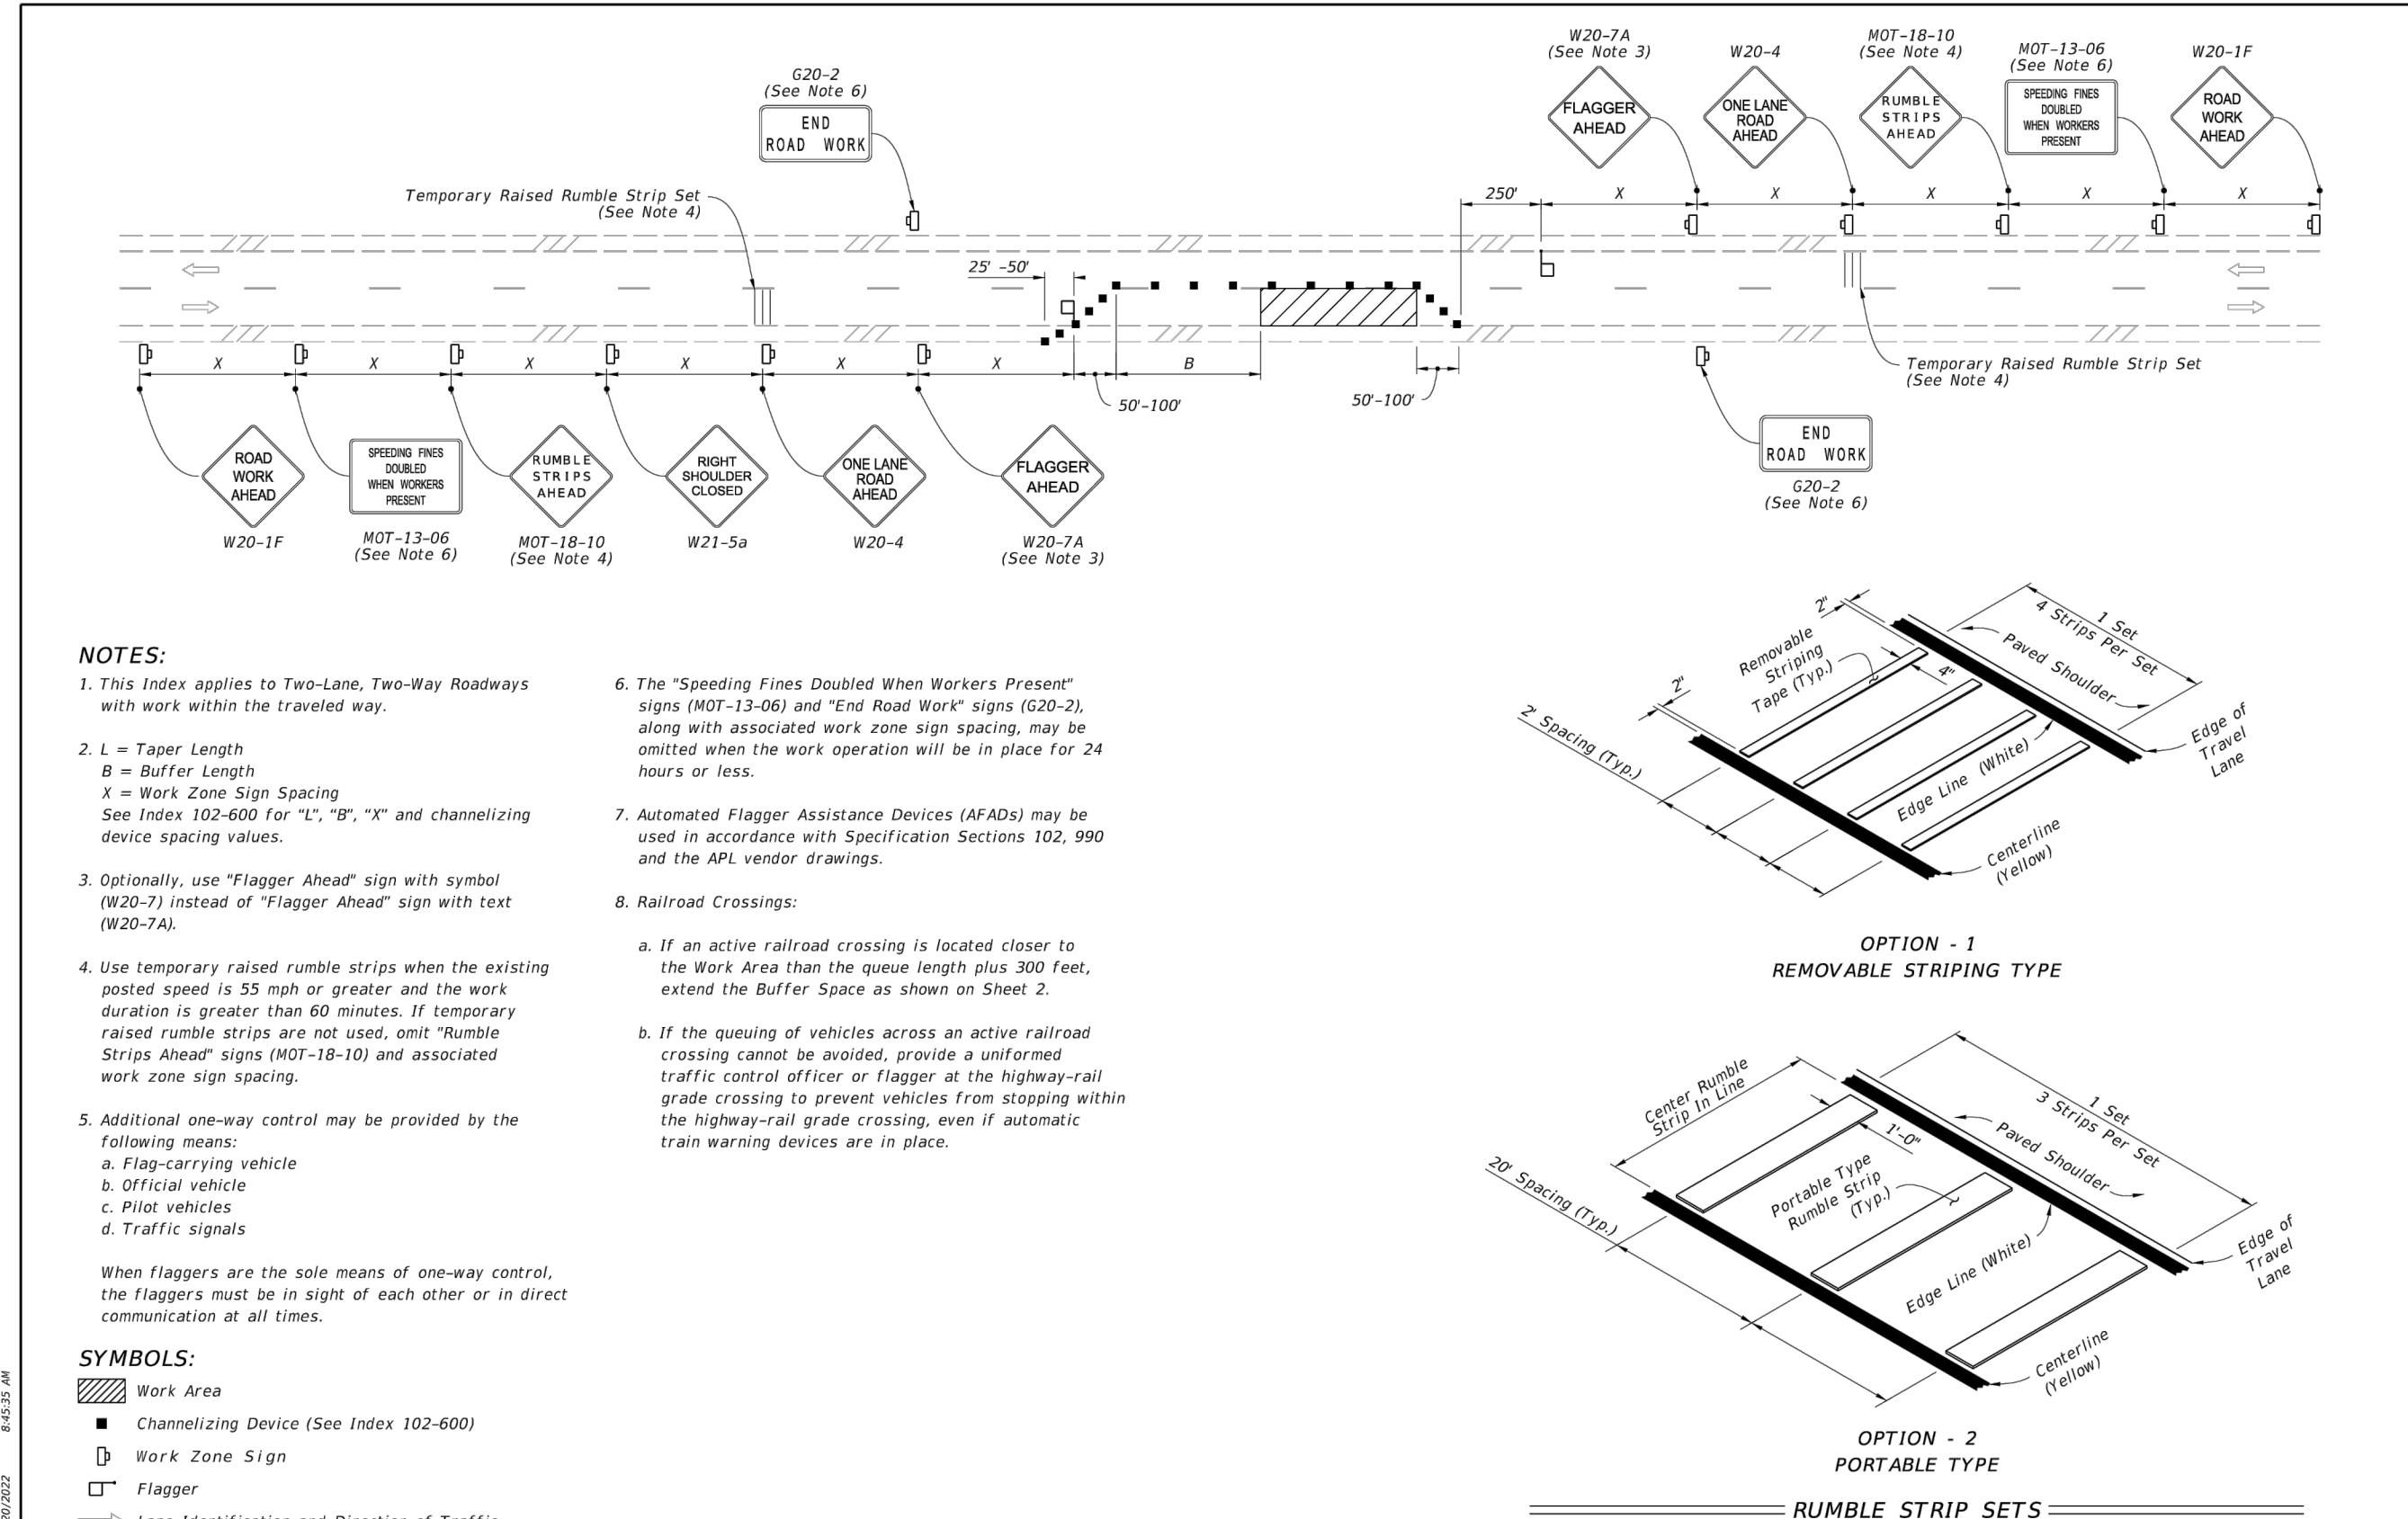 W20-7A
(See Note 3)
W20-4
MOT-18-10
(See Note 4)
MOT-13-06
(See Note 6)
W20-1F
FLAGGER
AHEAD
ONE LANE
ROAD
AHEAD
RUMBLE
STRIPS
AHEAD
SPEEDING FINES
DOUBLED
WHEN WORKERS
PRESENT
ROAD
WORK
AHEAD
G20-2
(See Note 6)
END
ROAD WORK
Temporary Raised Rumble Strip Set
(See Note 4)
250'
X
X
X
X
X
25' -50'
X
X
X
X
X
X
B
50'-100'
50'-100'
Temporary Raised Rumble Strip Set
(See Note 4)
END
ROAD WORK
G20-2
(See Note 6)
ROAD
WORK
AHEAD
W20-1F
SPEEDING FINES
DOUBLED
WHEN WORKERS
PRESENT
MOT-13-06
(See Note 6)
RUMBLE
STRIPS
AHEAD
MOT-18-10
(See Note 4)
RIGHT
SHOULDER
CLOSED
W21-5a
ONE LANE
ROAD
AHEAD
W20-4
FLAGGER
AHEAD
W20-7A
(See Note 3)
NOTES:
1. This Index applies to Two-Lane, Two-Way Roadways
with work within the traveled way.
2. L = Taper Length
B = Buffer Length
X = Work Zone Sign Spacing
See Index 102-600 for “L”, “B”, “X” and channelizing
device spacing values.
3. Optionally, use "Flagger Ahead" sign with symbol
(W20-7) instead of "Flagger Ahead" sign with text
(W20-7A).
4. Use temporary raised rumble strips when the existing
posted speed is 55 mph or greater and the work
duration is greater than 60 minutes. If temporary
raised rumble strips are not used, omit "Rumble
Strips Ahead" signs (MOT-18-10) and associated
work zone sign spacing.
5. Additional one-way control may be provided by the
following means:
a. Flag-carrying vehicle
b. Official vehicle
c. Pilot vehicles
d. Traffic signals
When flaggers are the sole means of one-way control,
the flaggers must be in sight of each other or in direct
communication at all times.
6. The "Speeding Fines Doubled When Workers Present"
signs (MOT-13-06) and "End Road Work" signs (G20-2),
along with associated work zone sign spacing, may be
omitted when the work operation will be in place for 24
hours or less.
7. Automated Flagger Assistance Devices (AFADs) may be
used in accordance with Specification Sections 102, 990
and the APL vendor drawings.
8. Railroad Crossings:
a. If an active railroad crossing is located closer to
the Work Area than the queue length plus 300 feet,
extend the Buffer Space as shown on Sheet 2.
b. If the queuing of vehicles across an active railroad
crossing cannot be avoided, provide a uniformed
traffic control officer or flagger at the highway-rail
grade crossing to prevent vehicles from stopping within
the highway-rail grade crossing, even if automatic
train warning devices are in place.
SYMBOLS:
Work Area
Channelizing Device (See Index 102-600)
Work Zone Sign
Flagger
Lane Identification and Direction of Traffic
2"
Removable
Striping
Tape (Typ.)
4"
1 Set
4 Strips Per Set
Paved Shoulder
2"
2' Spacing (Typ.)
Edge Line (White)
Edge of
Travel
Lane
Centerline
(Yellow)
OPTION - 1
REMOVABLE STRIPING TYPE
Center Rumble
Strip In Line
1'-0"
1 Set
3 Strips Per Set
Paved Shoulder
20' Spacing (Typ.)
Portable Type
Rumble Strip
(Typ.)
Edge Line (White)
Edge of
Travel
Lane
Centerline
(Yellow)
OPTION - 2
PORTABLE TYPE
RUMBLE STRIP SETS
8:45:35 AM
20/2022